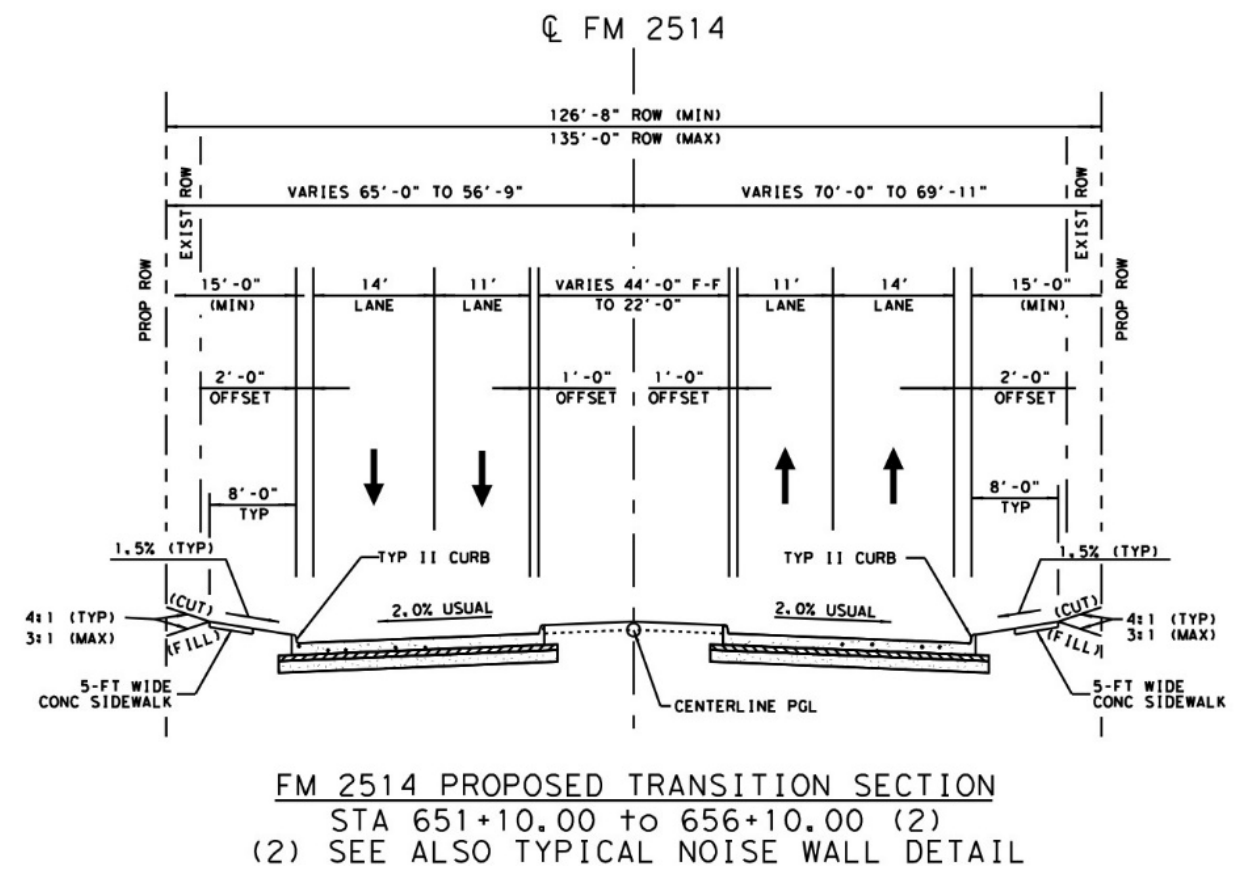 ℄ FM 2514
126'-8" ROW (MIN)
135'-0" ROW (MAX)
VARIES 65'-0" TO 56'-9"
VARIES 70'-0" TO 69'-11"
EXIST ROW
EXIST ROW
PROP ROW
PROP ROW
15'-0"
(MIN)
14'
LANE
11'
LANE
VARIES 44'-0" F-F
TO 22'-0"
11'
LANE
14'
LANE
15'-0"
(MIN)
2'-0"
OFFSET
1'-0"
OFFSET
1'-0"
OFFSET
2'-0"
OFFSET
8'-0"
TYP
8'-0"
TYP
1.5% (TYP)
TYP II CURB
TYP II CURB
1.5% (TYP)
(CUT)
(FILL)
4:1 (TYP)
3:1 (MAX)
2.0% USUAL
2.0% USUAL
(CUT)
(FILL)
4:1 (TYP)
3:1 (MAX)
5-FT WIDE
CONC SIDEWALK
CENTERLINE PGL
5-FT WIDE
CONC SIDEWALK
FM 2514 PROPOSED TRANSITION SECTION
STA 651+10.00 to 656+10.00 (2)
(2) SEE ALSO TYPICAL NOISE WALL DETAIL